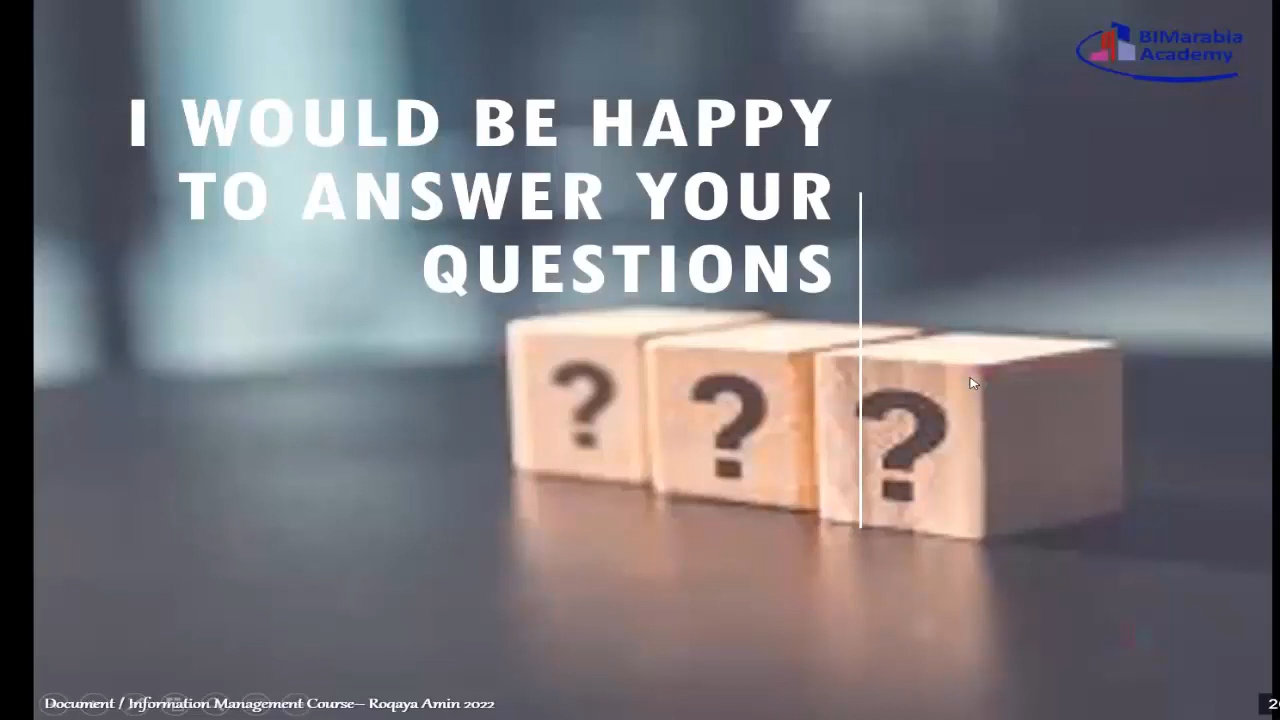 BIMarabia
Academy
I WOULD BE HAPPY
TO ANSWER YOUR
QUESTIONS
? ? ?
Document / Information Management Course– Roqaya Amin 2022